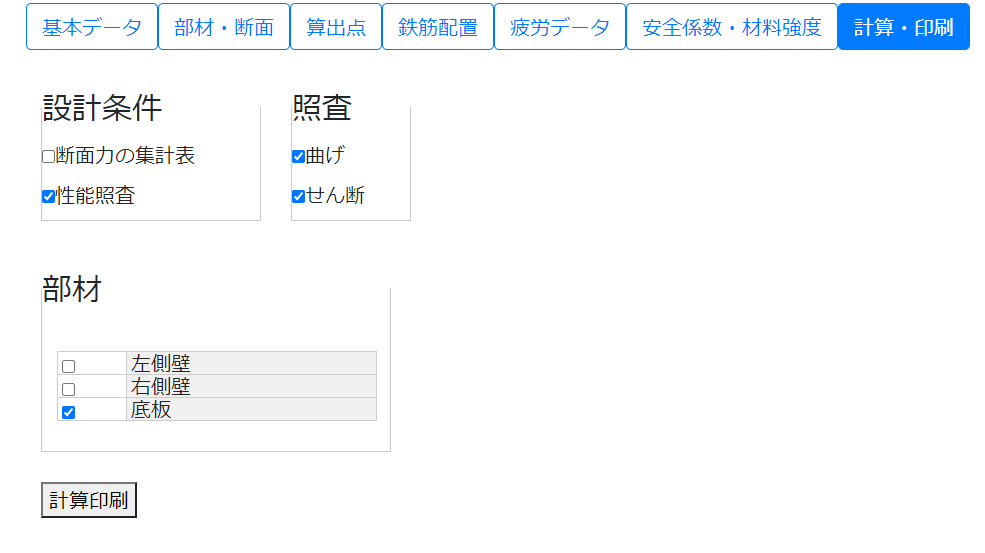 基本データ 部材・断面 算出点 鉄筋配置 疲労データ 安全係数・材料強度 計算・印刷
設計条件 照査
断面力の集計表 曲げ
性能照査 せん断
部材
左側壁
右側壁
底板
計算印刷